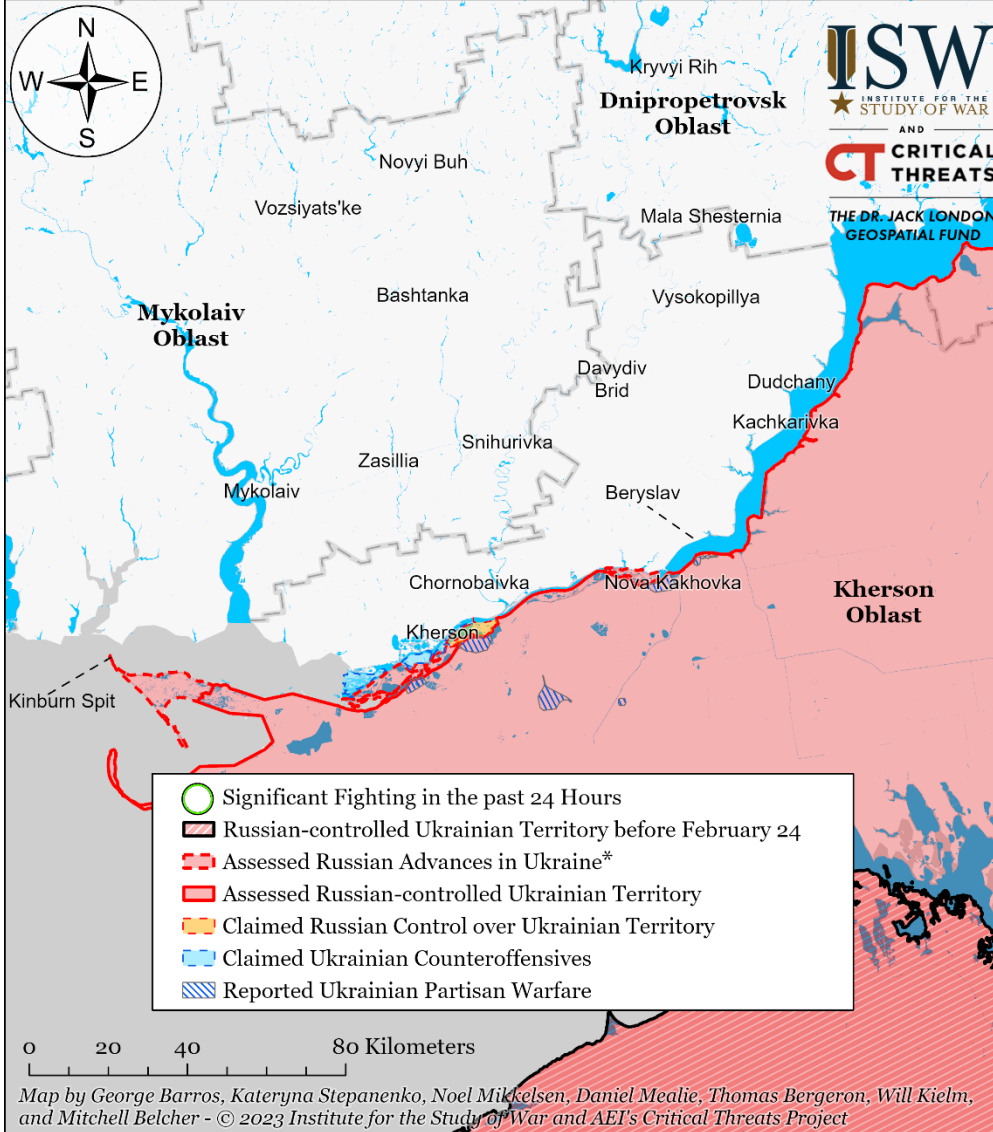 N
W
E
S
ISW
INSTITUTE FOR THE
STUDY OF WAR
AND
CT CRITICAL
THREATS
THE DR. JACK LONDON
GEOSPATIAL FUND
Kryvyi Rih
Dnipropetrovsk
Oblast
Novyi Buh
Vozsiyats'ke
Mala Shesternia
Bashtanka
Vysokopillya
Mykolaiv
Oblast
Davydiv
Brid
Dudchany
Kachkarivka
Snihurivka
Zasillia
Mykolaiv
Beryslav
Chornobaivka
Nova Kakhovka
Kherson
Oblast
Kherson
Kinburn Spit
Significant Fighting in the past 24 Hours
Russian-controlled Ukrainian Territory before February 24
Assessed Russian Advances in Ukraine*
Assessed Russian-controlled Ukrainian Territory
Claimed Russian Control over Ukrainian Territory
Claimed Ukrainian Counteroffensives
Reported Ukrainian Partisan Warfare
0 20 40 80 Kilometers
Map by George Barros, Kateryna Stepanenko, Noel Mikkelsen, Daniel Mealie, Thomas Bergeron, Will Kielm,
and Mitchell Belcher - © 2023 Institute for the Study of War and AEI's Critical Threats Project